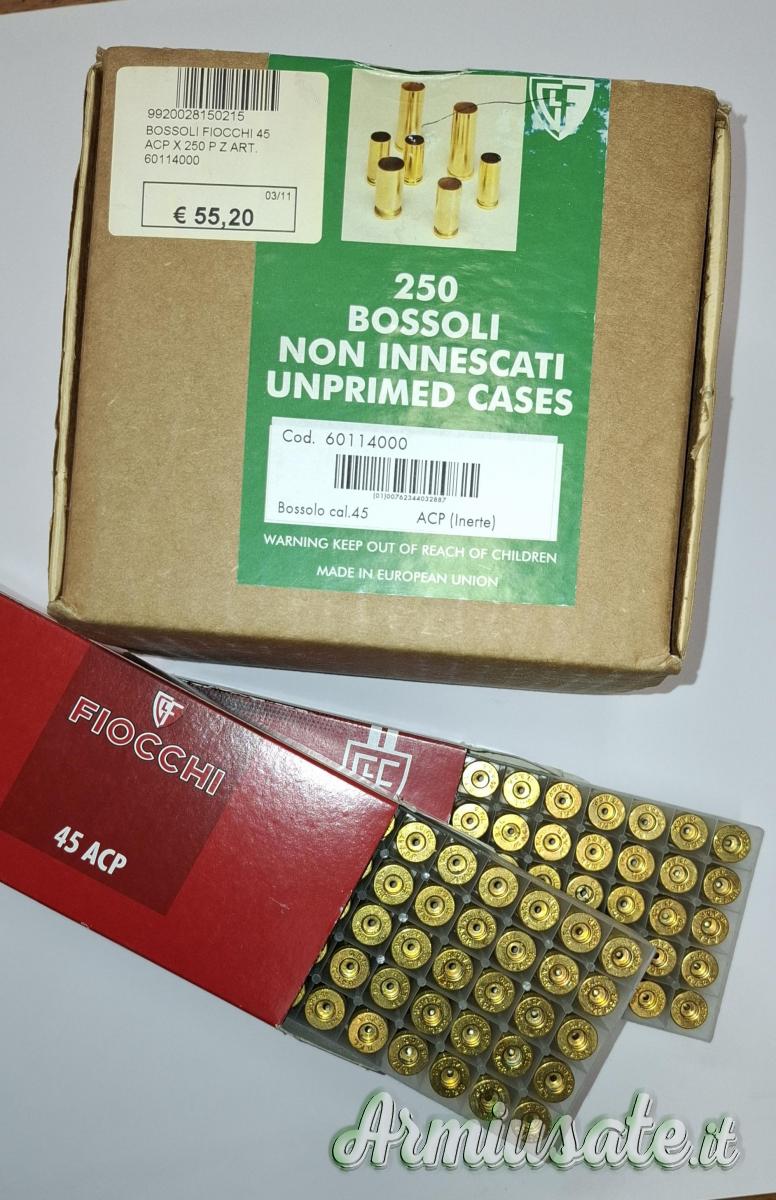 9920028150215
BOSSOLI FIOCCHI 45
ACP X 250 P Z ART.
60114000
03/11
€ 55,20
250
BOSSOLI
NON INNESCATI
UNPRIMED CASES
Cod. 60114000
(01)00762344032887
Bossolo cal.45 ACP (Inerte)
WARNING KEEP OUT OF REACH OF CHILDREN
MADE IN EUROPEAN UNION
FIOCCHI
45 ACP
Armiusate.it